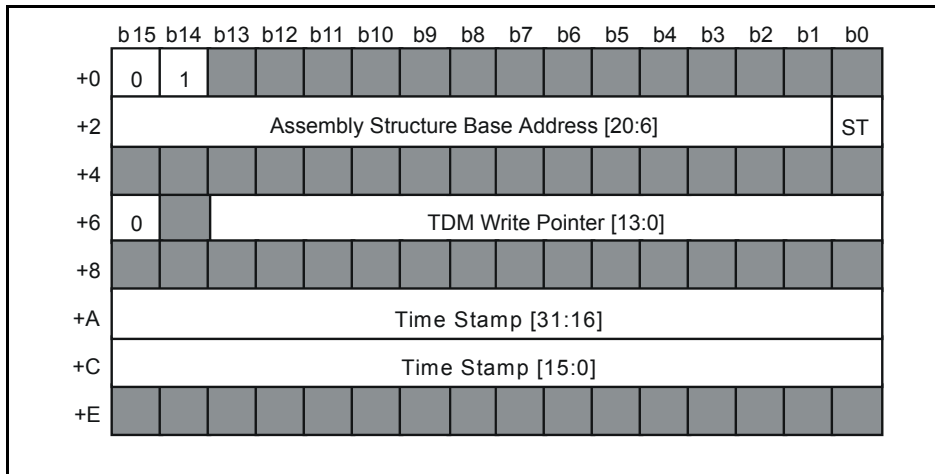 b15 b14 b13 b12 b11 b10 b9 b8 b7 b6 b5 b4 b3 b2 b1 b0
+0 0 1
+2 Assembly Structure Base Address [20:6] ST
+4
+6 0 TDM Write Pointer [13:0]
+8
+A Time Stamp [31:16]
+C Time Stamp [15:0]
+E